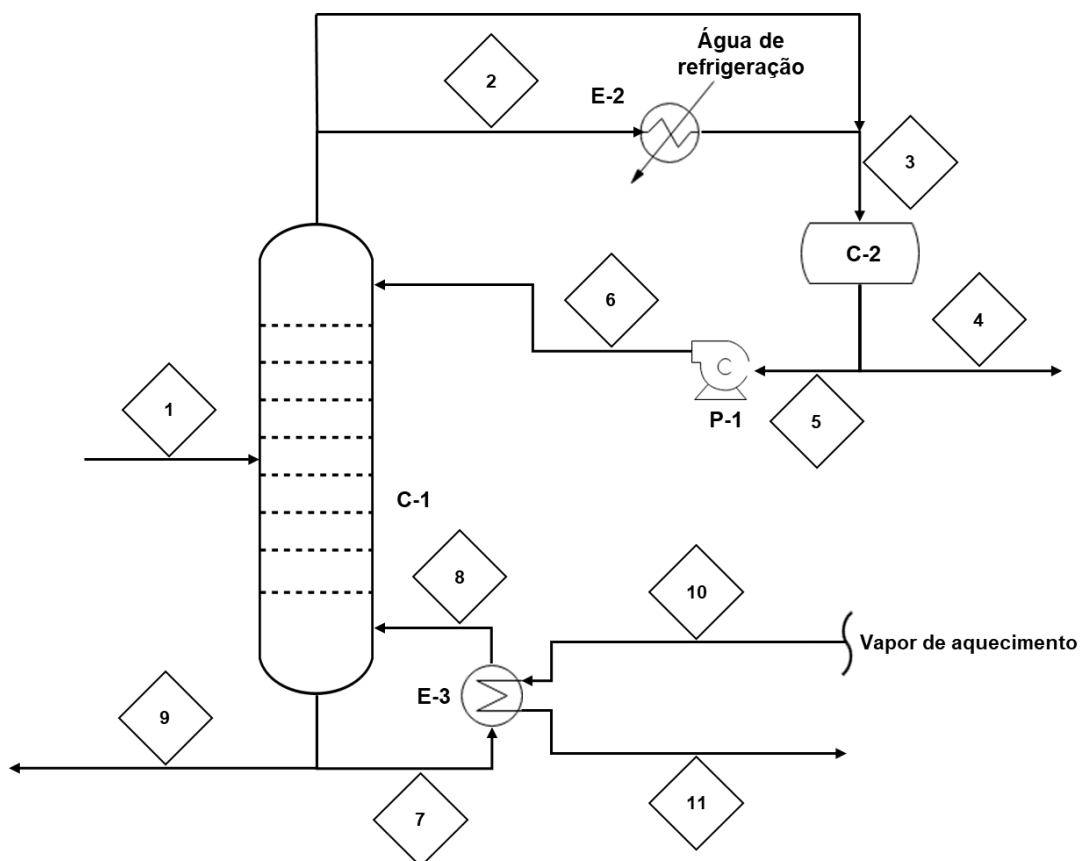 Água de
refrigeração
2
E-2
3
C-2
6
4
1
P-1
5
C-1
8
10
Vapor de aquecimento
E-3
9
7
11